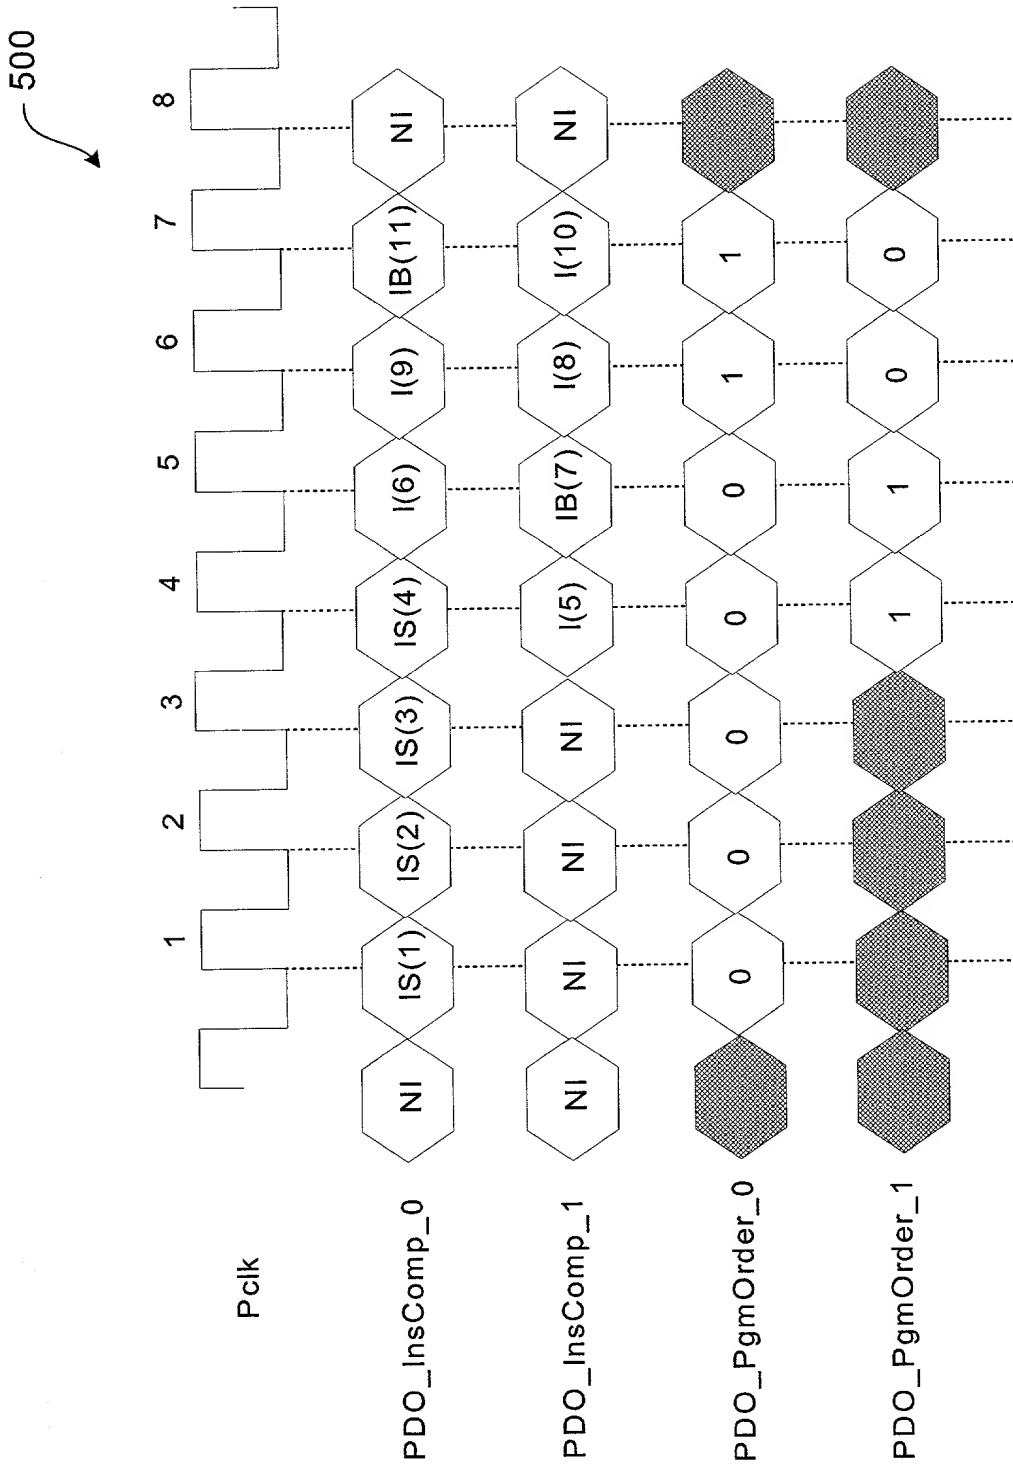 500
1 2 3 4 5 6 7 8
Pclk
PDO_InsComp_0 NI IS(1) IS(2) IS(3) IS(4) I(6) I(9) IB(11) NI
PDO_InsComp_1 NI NI NI NI I(5) IB(7) I(8) I(10) NI
PDO_PgmOrder_0 0 0 0 0 0 1 1
PDO_PgmOrder_1 1 1 0 0